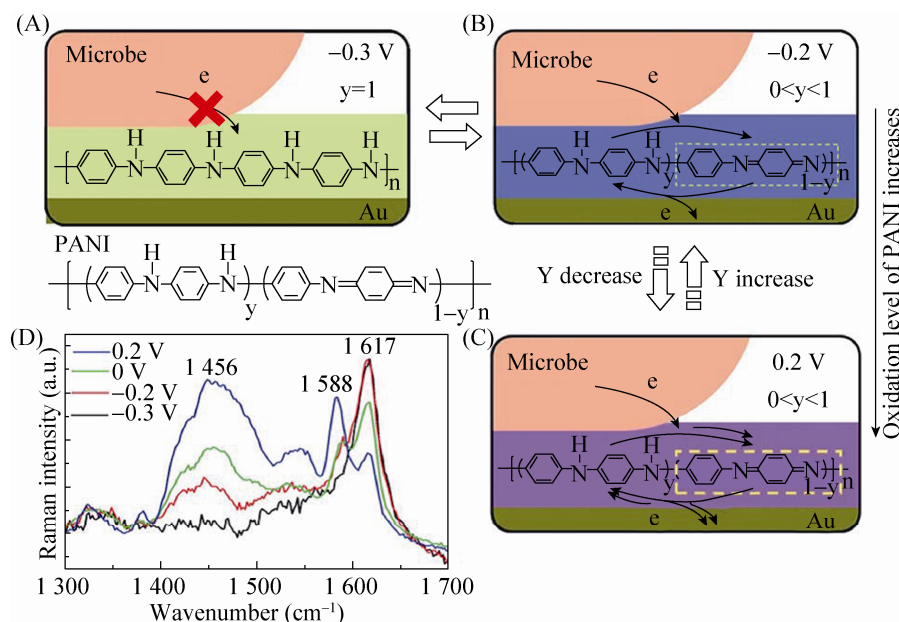 (A)
Microbe
−0.3 V
e
y=1
H H H H
N N N N
n
Au
(B)
Microbe
−0.2 V
e
0<y<1
H H
N N N N
y 1−y n
e Au
Oxidation level of PANI increases
PANI
H H
N N N N
y 1−y n
Y decrease Y increase
(C)
Microbe
0.2 V
e
0<y<1
H H
N N N N
y 1−y n
e Au
(D)
0.2 V
0 V
−0.2 V
−0.3 V
1 456
1 588
1 617
Raman intensity (a.u.)
1 300 1 400 1 500 1 600 1 700
Wavenumber (cm⁻¹)